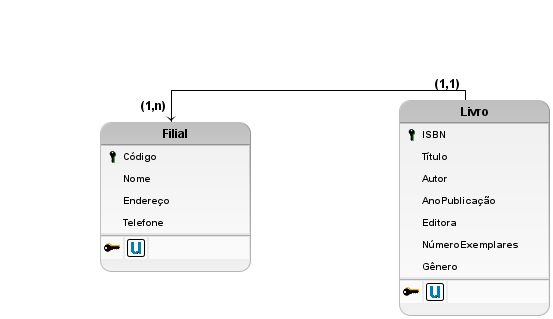 (1,1)
(1,n)
Livro
ISBN
Título
Autor
AnoPublicação
Editora
NúmeroExemplares
Gênero
U
Filial
Código
Nome
Endereço
Telefone
U